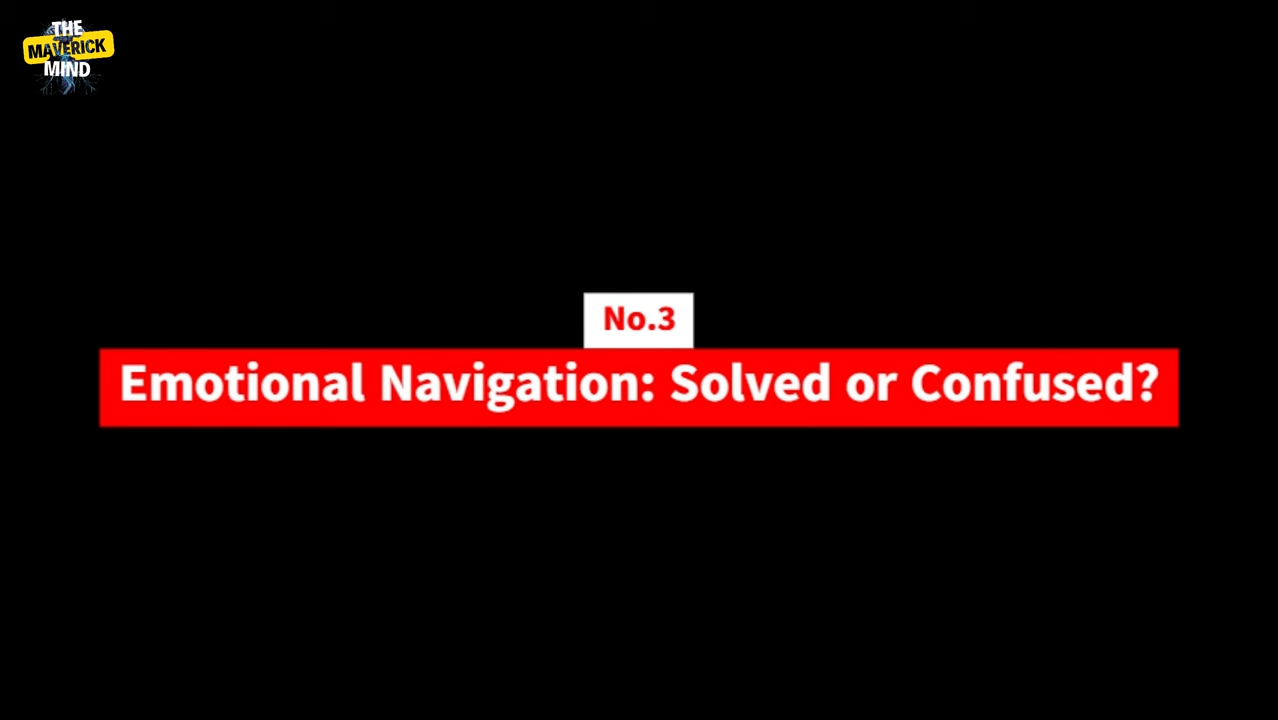 THE
MAVERICK
MIND
No.3
Emotional Navigation: Solved or Confused?